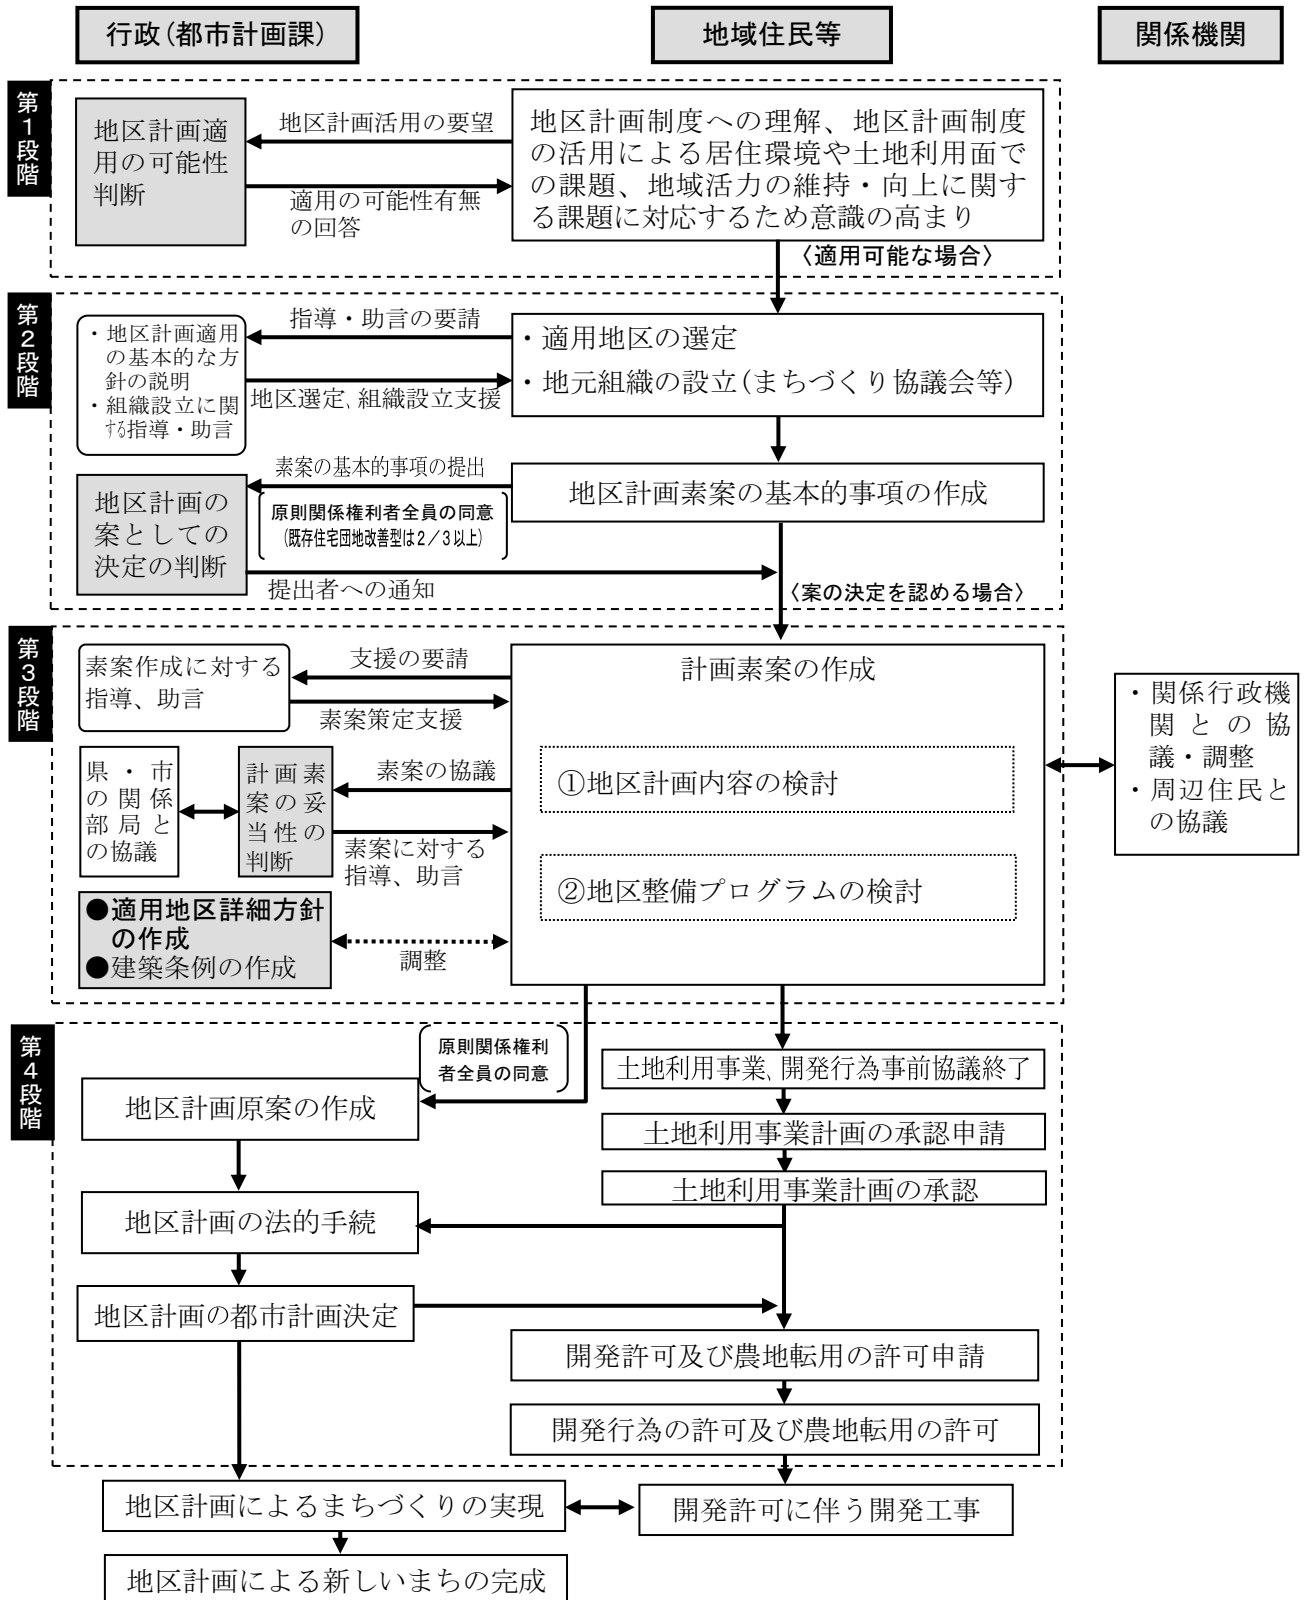 行政(都市計画課)
地域住民等
関係機関
第1段階
地区計画適
用の可能性
判断
地区計画活用の要望
適用の可能性有無
の回答
地区計画制度への理解、地区計画制度
の活用による居住環境や土地利用面で
の課題、地域活力の維持・向上に関す
る課題に対応するため意識の高まり
〈適用可能な場合〉
第2段階
・地区計画適用
の基本的な方
針の説明
・組織設立に関
する指導・助言
指導・助言の要請
地区選定、組織設立支援
・適用地区の選定
・地元組織の設立(まちづくり協議会等)
地区計画の
案としての
決定の判断
素案の基本的事項の提出
原則関係権利者全員の同意
(既存住宅団地改善型は2/3以上)
提出者への通知
地区計画素案の基本的事項の作成
〈案の決定を認める場合〉
第3段階
素案作成に対する
指導、助言
支援の要請
素案策定支援
計画素案の作成
①地区計画内容の検討
②地区整備プログラムの検討
・関係行政機
関との協
議・調整
・周辺住民と
の協議
県・市
の関係
部局と
の協議
計画素
案の妥
当性の
判断
素案の協議
素案に対する
指導、助言
●適用地区詳細方針
の作成
●建築条例の作成
調整
第4段階
原則関係権利
者全員の同意
地区計画原案の作成
土地利用事業、開発行為事前協議終了
土地利用事業計画の承認申請
土地利用事業計画の承認
地区計画の法的手続
地区計画の都市計画決定
開発許可及び農地転用の許可申請
開発行為の許可及び農地転用の許可
地区計画によるまちづくりの実現
開発許可に伴う開発工事
地区計画による新しいまちの完成